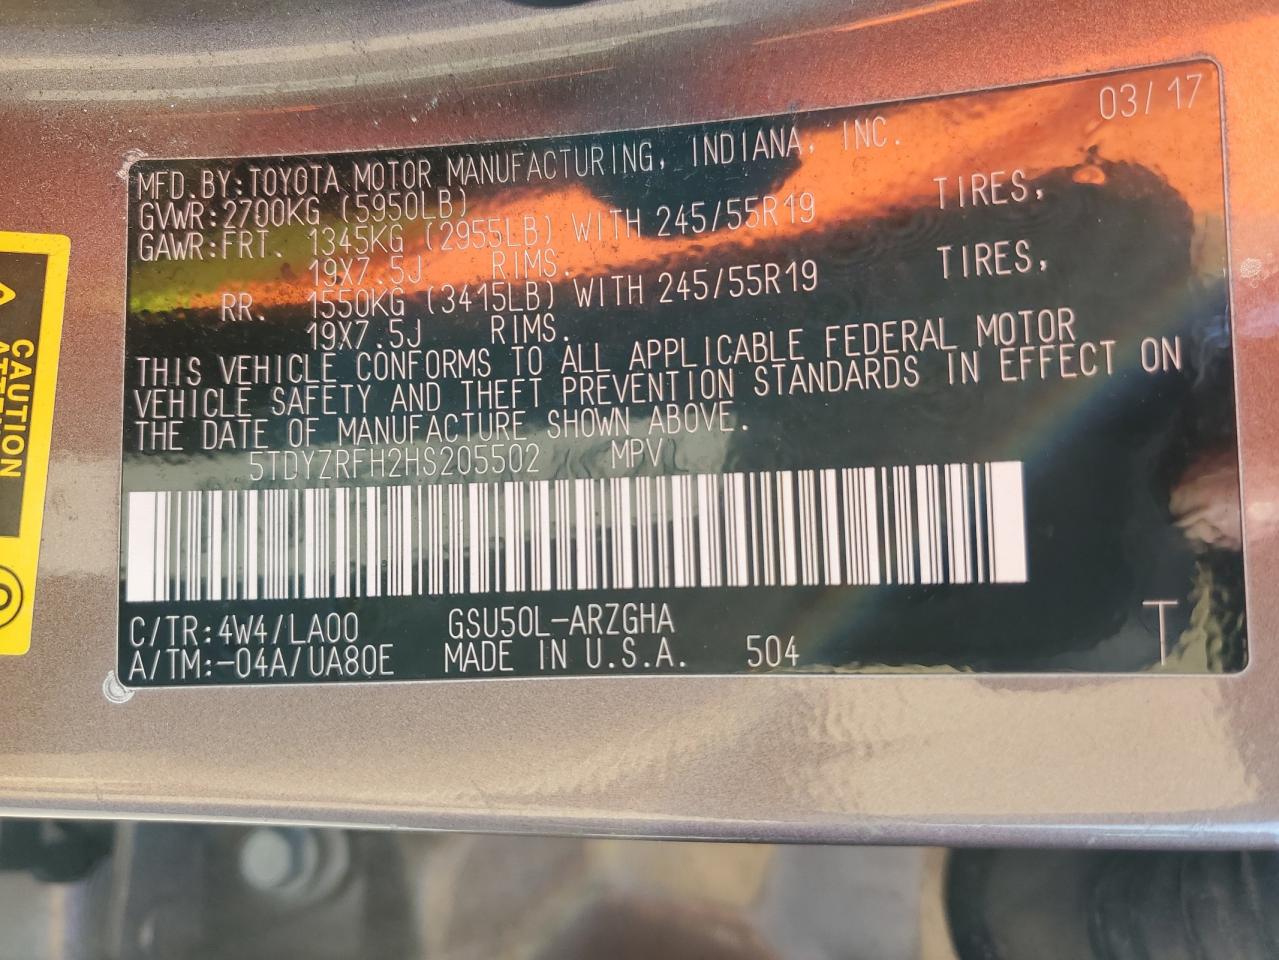 03/17
MFD.BY:TOYOTA MOTOR MANUFACTURING, INDIANA, INC.
GVWR:2700KG (5950LB)
GAWR:FRT. 1345KG (2955LB) WITH 245/55R19 TIRES,
19X7.5J RIMS.
RR. 1550KG (3415LB) WITH 245/55R19 TIRES,
19X7.5J RIMS.
THIS VEHICLE CONFORMS TO ALL APPLICABLE FEDERAL MOTOR
VEHICLE SAFETY AND THEFT PREVENTION STANDARDS IN EFFECT ON
THE DATE OF MANUFACTURE SHOWN ABOVE.
5TDYZRFH2HS205502 MPV
C/TR:4W4/LA00 GSU50L-ARZGHA
A/TM:-04A/UA80E MADE IN U.S.A. 504 T
CAUTION